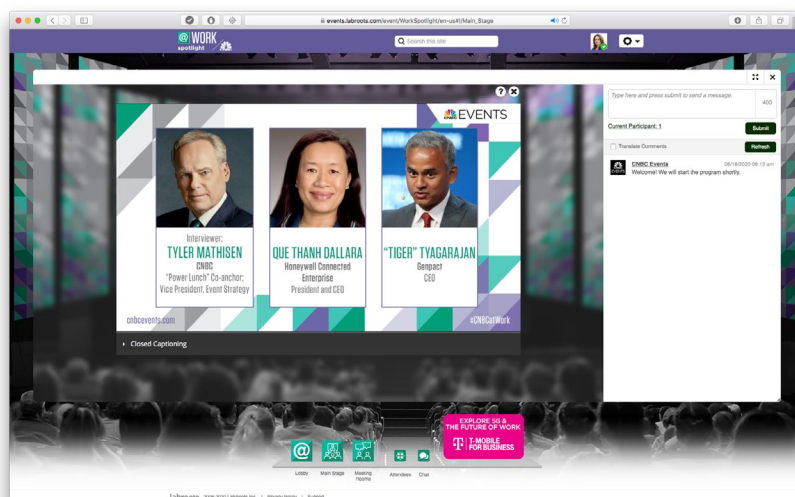 events.labroots.com/event/WorkSpotlight/en-us#!/Main_Stage
@WORK
spotlight
Search this site
EVENTS
Interviewer:
TYLER MATHISEN
CNBC
"Power Lunch" Co-anchor;
Vice President, Event Strategy
QUE THANH DALLARA
Honeywell Connected
Enterprise
President and CEO
"TIGER" TYAGARAJAN
Genpact
CEO
cnbcevents.com
#CNBCatWork
Closed Captioning
Type here and press submit to send a message.
400
Current Participant: 1
Submit
Translate Comments
Refresh
EVENTS
CNBC Events
06/18/2020 09:13 am
Welcome! We will start the program shortly.
EXPLORE 5G &
THE FUTURE OF WORK
T-MOBILE
FOR BUSINESS
Lobby
Main Stage
Meeting
Rooms
Attendees
Chat